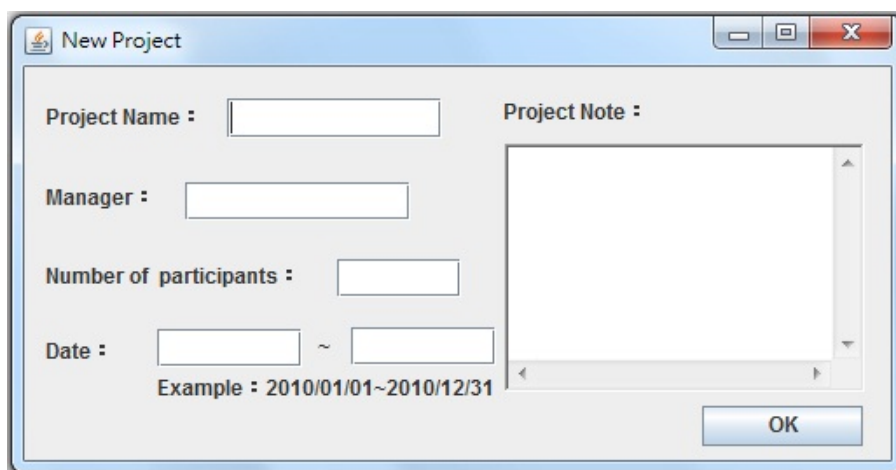 New Project
Project Name：
Manager：
Number of participants：
Date：
~
Example：2010/01/01~2010/12/31
Project Note：
OK